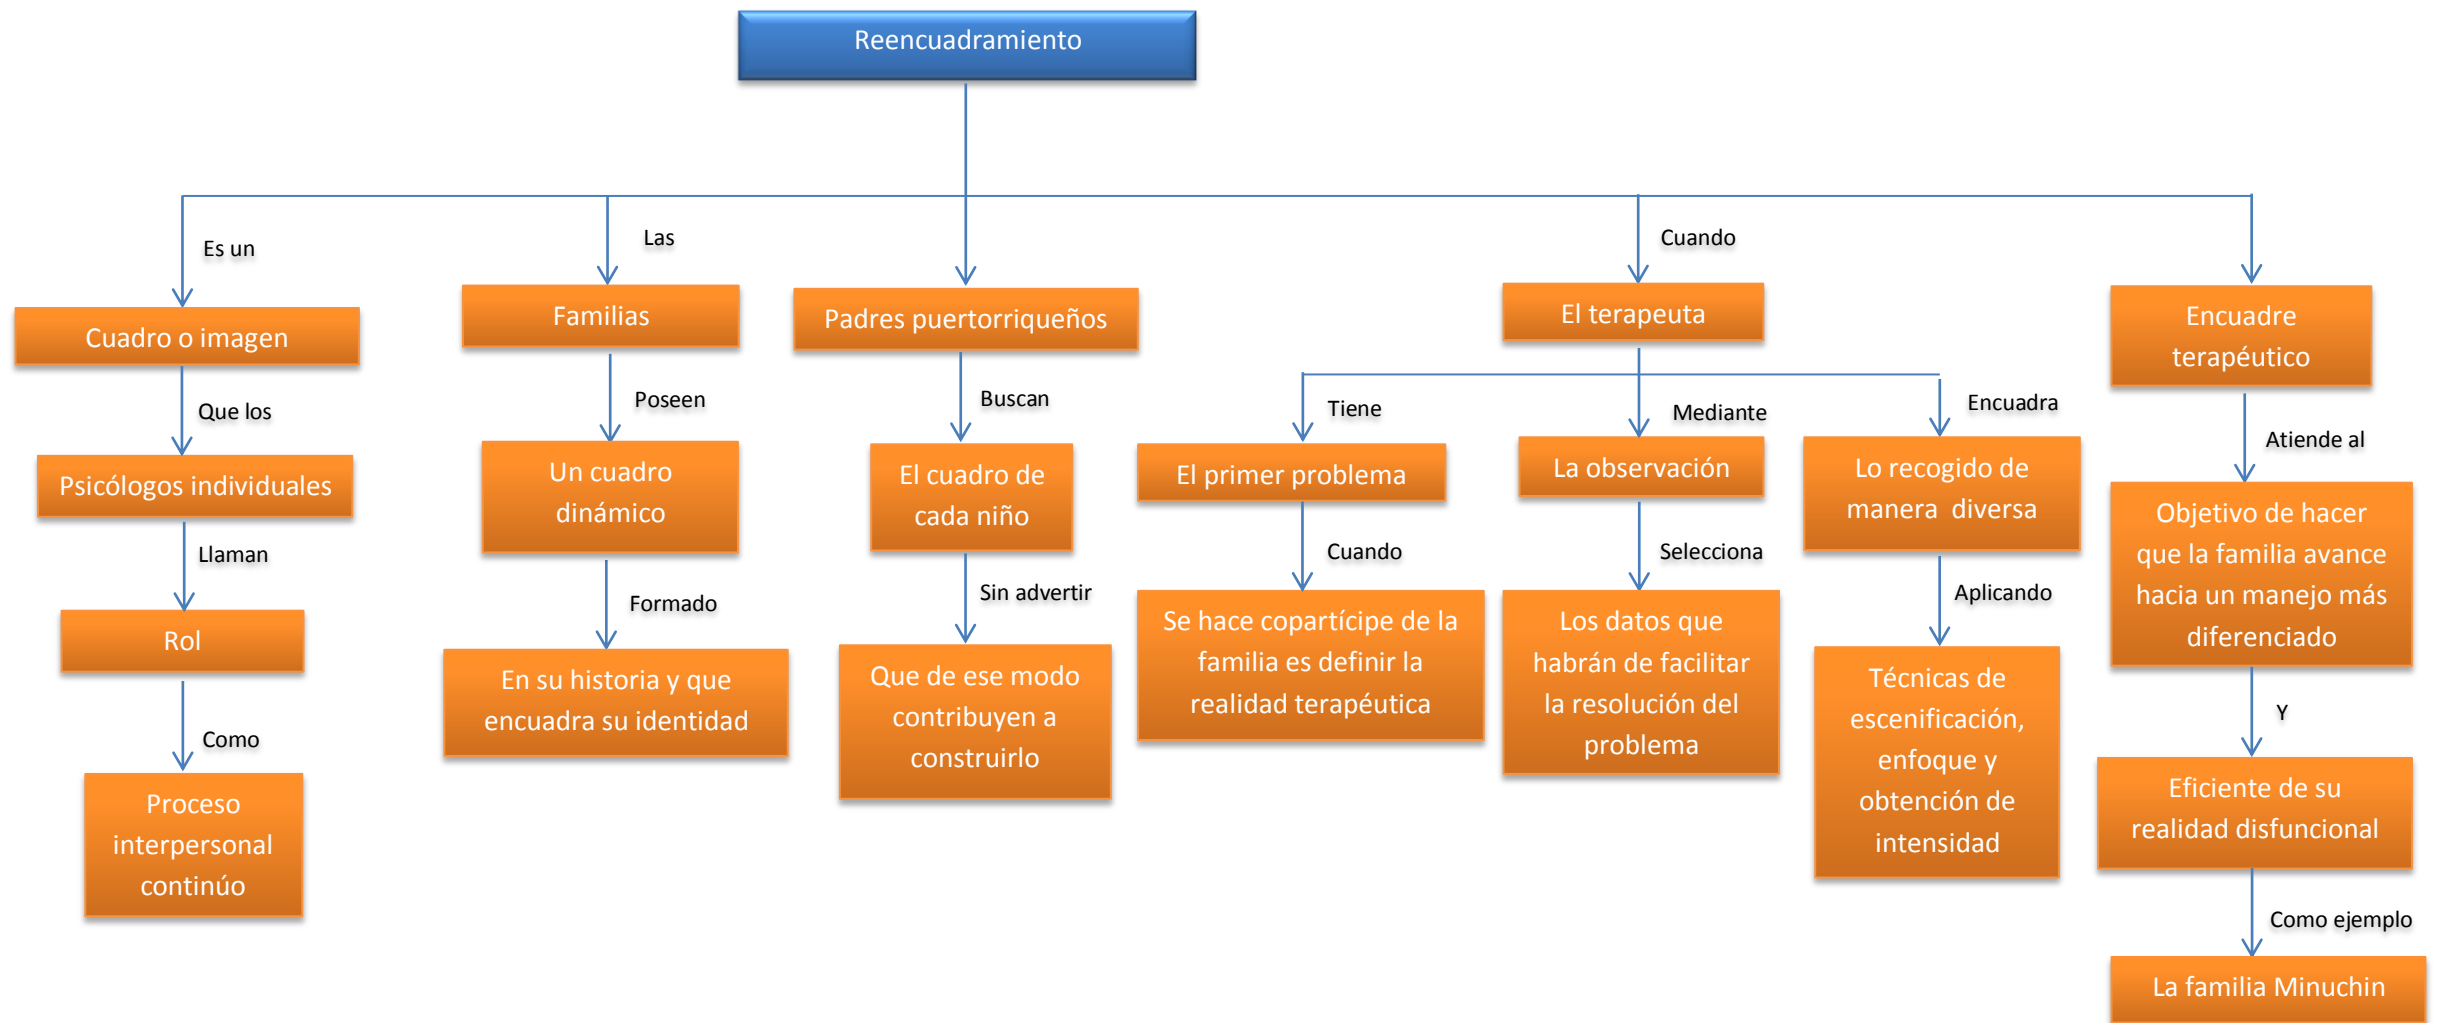 Reencuadramiento
Es un
Cuadro o imagen
Que los
Psicólogos individuales
Llaman
Rol
Como
Proceso
interpersonal
continúo
Las
Familias
Poseen
Un cuadro
dinámico
Formado
En su historia y que
encuadra su identidad
Padres puertorriqueños
Buscan
El cuadro de
cada niño
Sin advertir
Que de ese modo
contribuyen a
construirlo
Cuando
El terapeuta
Tiene
El primer problema
Cuando
Se hace copartícipe de la
familia es definir la
realidad terapéutica
Mediante
La observación
Selecciona
Los datos que
habrán de facilitar
la resolución del
problema
Encuadra
Lo recogido de
manera  diversa
Aplicando
Técnicas de
escenificación,
enfoque y
obtención de
intensidad
Encuadre
terapéutico
Atiende al
Objetivo de hacer
que la familia avance
hacia un manejo más
diferenciado
Y
Eficiente de su
realidad disfuncional
Como ejemplo
La familia Minuchin